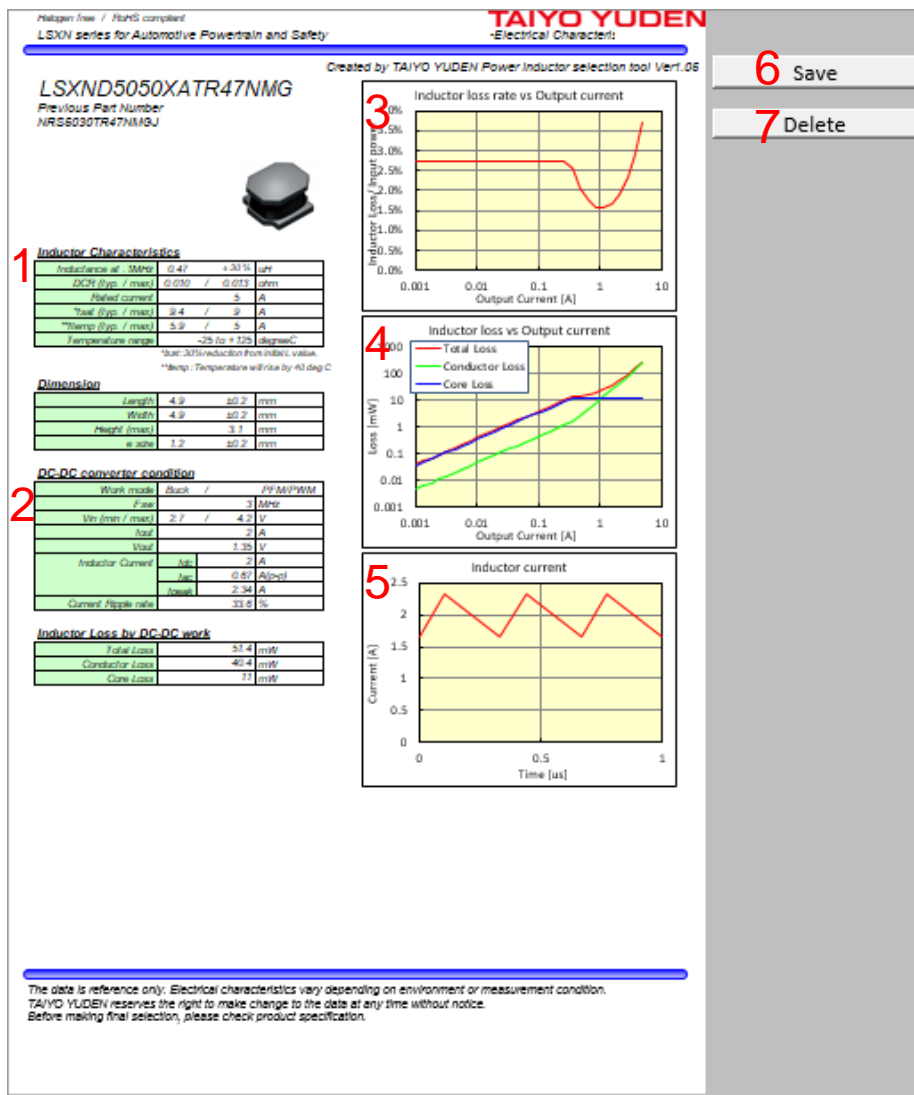 Halogen free / RoHS compliant
LSXN series for Automotive Powertrain and Safety
TAIYO YUDEN
-Electrical Characteri:
Created by TAIYO YUDEN Power Inductor selection tool Ver1.06
LSXND5050XATR47NMG
Previous Part Number
NRS5030TR47NMGJ
1
Inductor Characteristics
Inductance at . 1MHz 0.47 ±30% uH
DCR (typ. / max) 0.010 / 0.013 ohm
Rated current 5 A
*Isat (typ. / max) 9.4 / 9 A
**Itemp (typ. / max) 5.9 / 5 A
Temperature range -25 to +125 degreeC
*Isat: 30% reduction from initial L value.
**Itemp : Temperature will rise by 40 deg C
Dimension
Length 4.9 ±0.2 mm
Width 4.9 ±0.2 mm
Height (max) 3.1 mm
e size 1.2 ±0.2 mm
2
DC-DC converter condition
Work mode Buck / PFM/PWM
Fsw 3 MHz
Vin (min / max) 2.7 / 4.2 V
Iout 2 A
Vout 1.35 V
Inductor Current Idc 2 A
Iac 0.67 A(p-p)
Ipeak 2.34 A
Current Ripple rate 33.6 %
Inductor Loss by DC-DC work
Total Loss 51.4 mW
Conductor Loss 40.4 mW
Core Loss 11 mW
3
Inductor loss rate vs Output current
Inductor Loss/ Input power
.0%
3.5%
3.0%
2.5%
2.0%
1.5%
0.5%
0.0%
0.001 0.01 0.1 1 10
Output Current [A]
4
Inductor loss vs Output current
Total Loss
Conductor Loss
Core Loss
Loss [mW]
1000
100
10
1
0.1
0.01
0.001
0.001 0.01 0.1 1 10
Output Current [A]
5
Inductor current
Current [A]
2.5
2
1.5
1
0.5
0
0 0.5 1
Time [us]
6 Save
7 Delete
The data is reference only. Electrical characteristics vary depending on environment or measurement condition.
TAIYO YUDEN reserves the right to make change to the data at any time without notice.
Before making final selection, please check product specification.